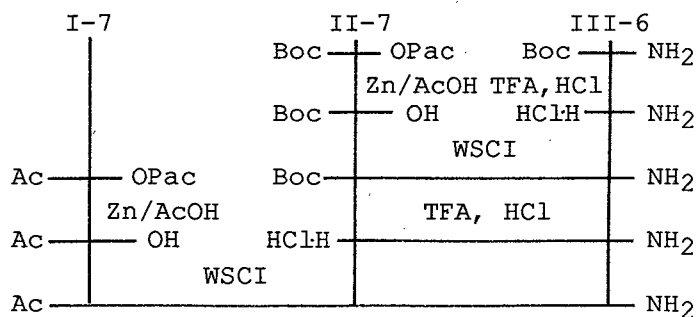 I-7 II-7 III-6
Boc OPac Boc NH2
Zn/AcOH TFA,HCl
Boc OH HCl·H NH2
WSCI
Ac OPac Boc NH2
Zn/AcOH TFA, HCl
Ac OH HCl·H NH2
WSCI
Ac NH2